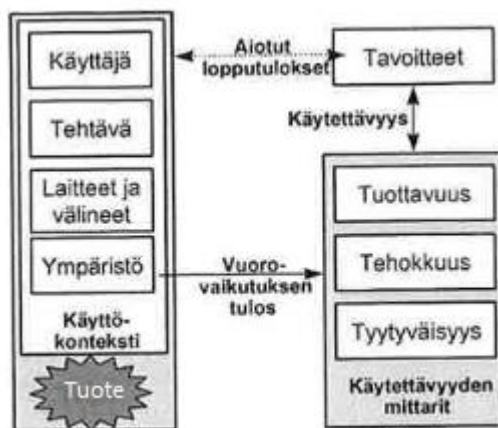 Käyttäjä
Tehtävä
Laitteet ja
välineet
Ympäristö
Käyttö-
konteksti
Tuote
Aiotut
lopputulokset
Tavoitteet
Käytettävyys
Vuoro-
vaikutuksen
tulos
Tuottavuus
Tehokkuus
Tyytyväisyys
Käytettävyyden
mittarit